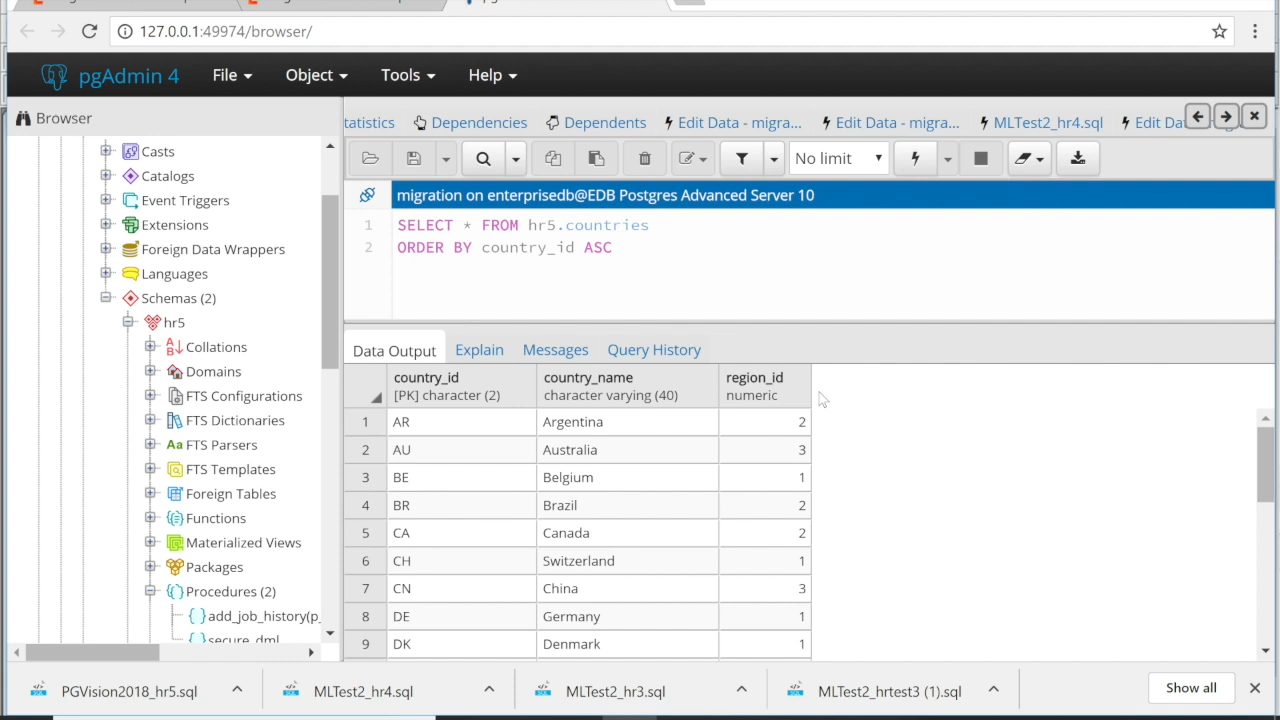 127.0.0.1:49974/browser/
pgAdmin 4 File Object Tools Help
Browser
tatistics Dependencies Dependents Edit Data - migra... Edit Data - migra... MLTest2_hr4.sql Edit Da
No limit
migration on enterprisedb@EDB Postgres Advanced Server 10
1 SELECT * FROM hr5.countries
2 ORDER BY country_id ASC
Casts
Catalogs
Event Triggers
Extensions
Foreign Data Wrappers
Languages
Schemas (2)
hr5
Collations
Domains
FTS Configurations
FTS Dictionaries
Aa FTS Parsers
FTS Templates
Foreign Tables
Functions
Materialized Views
Packages
Procedures (2)
add_job_history(p_
secure_dml
Data Output Explain Messages Query History
country_id country_name region_id
[PK] character (2) character varying (40) numeric
1 AR Argentina 2
2 AU Australia 3
3 BE Belgium 1
4 BR Brazil 2
5 CA Canada 2
6 CH Switzerland 1
7 CN China 3
8 DE Germany 1
9 DK Denmark 1
PGVision2018_hr5.sql MLTest2_hr4.sql MLTest2_hr3.sql MLTest2_hrtest3 (1).sql Show all